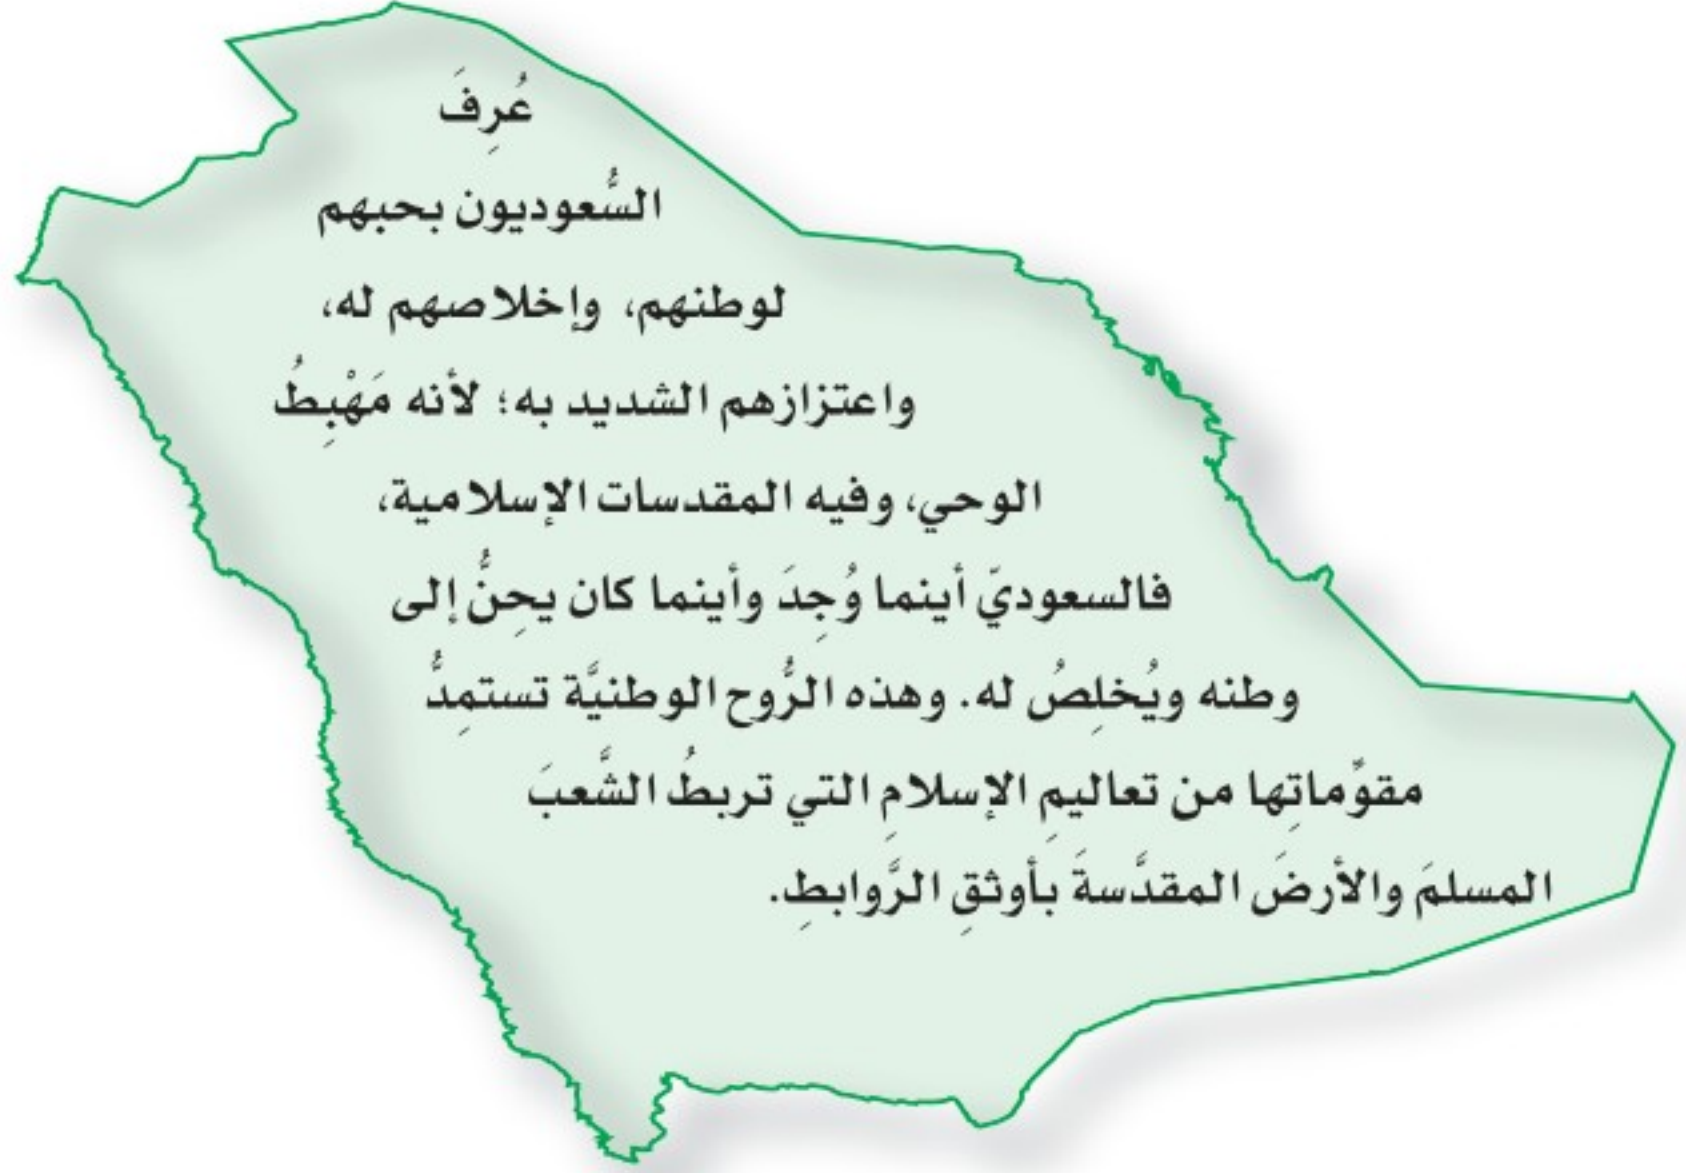 عُرِفَ
السُّعوديون بحبهم
لوطنهم، وإخلاصهم له،
واعتزازهم الشديد به؛ لأنه مَهْبِطُ
الوحي، وفيه المقدسات الإسلامية،
فالسعوديّ أينما وُجِدَ وأينما كان يحِنُّ إلى
وطنه ويُخلِصُ له. وهذه الرُّوح الوطنيَّة تستمِدُّ
مقوِّماتِها من تعاليمِ الإسلامِ التي تربطُ الشَّعبَ
المسلمَ والأرضَ المقدَّسةَ بأوثقِ الرَّوابطِ.